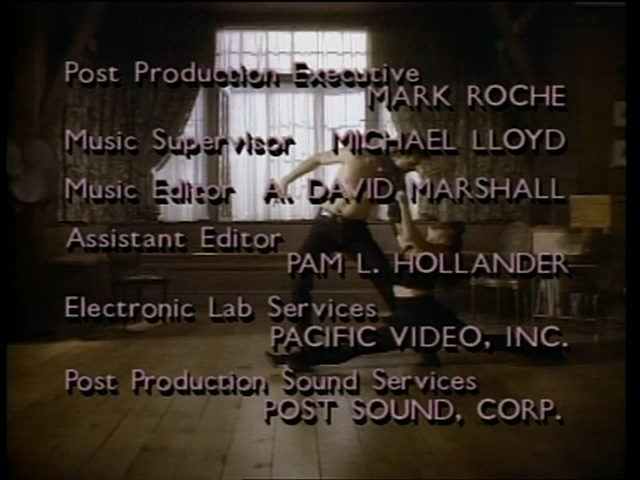 Post Production Executive
MARK ROCHE
Music Supervisor MICHAEL LLOYD
Music Editor A. DAVID MARSHALL
Assistant Editor
PAM L. HOLLANDER
Electronic Lab Services
PACIFIC VIDEO, INC.
Post Production Sound Services
POST SOUND, CORP.